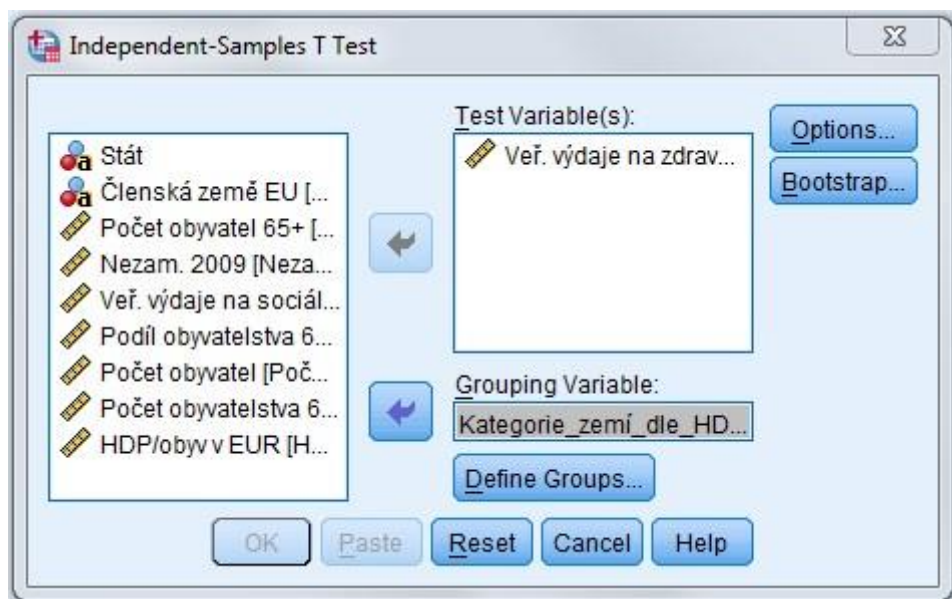 Independent-Samples T Test
Stát
Členská země EU [...
Počet obyvatel 65+ [...
Nezam. 2009 [Neza...
Veř. výdaje na sociál...
Podíl obyvatelstva 6...
Počet obyvatel [Poč...
Počet obyvatelstva 6...
HDP/obyv v EUR [H...
Test Variable(s):
Veř. výdaje na zdrav...
Grouping Variable:
Kategorie_zemí_dle_HD...
Define Groups...
Options...
Bootstrap...
OK Paste Reset Cancel Help